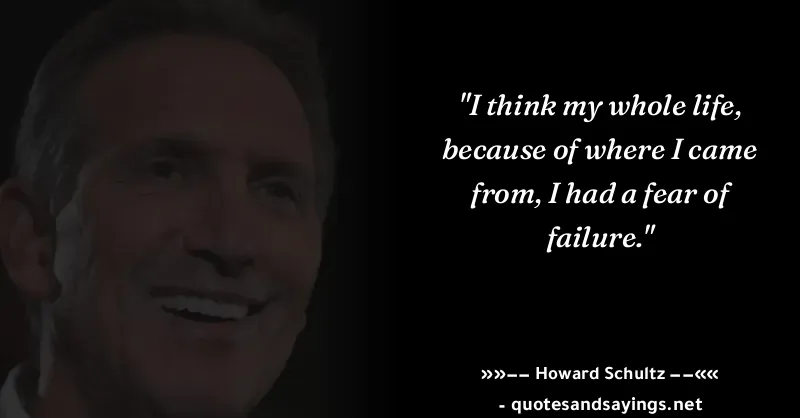 "I think my whole life,
because of where I came
from, I had a fear of
failure."
»»−− Howard Schultz −−««
- quotesandsayings.net